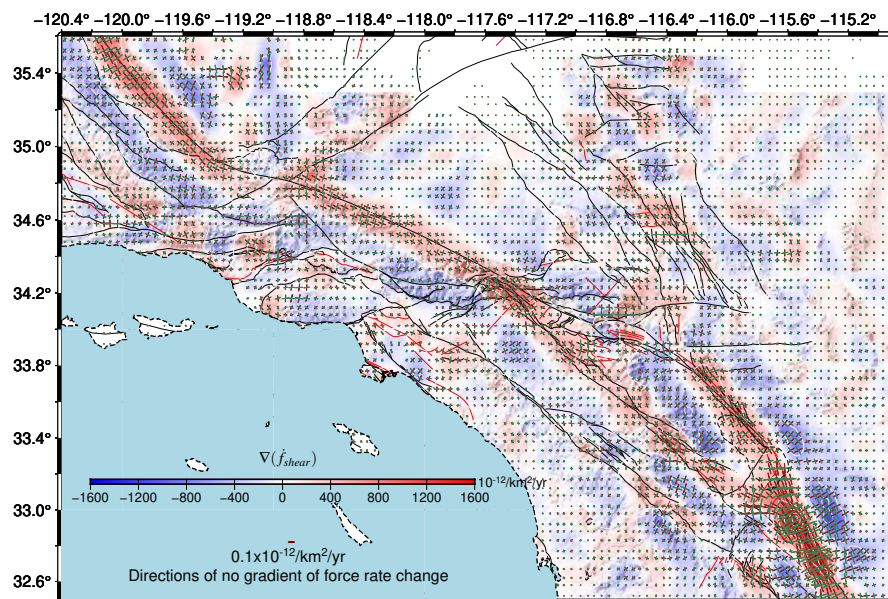 −120.4° −120.0° −119.6° −119.2° −118.8° −118.4° −118.0° −117.6° −117.2° −116.8° −116.4° −116.0° −115.6° −115.2°
35.4°
35.0°
34.6°
34.2°
33.8°
33.4°
33.0°
32.6°
∇(ḟshear)
10-12/km2/yr
−1600 −1200 −800 −400 0 400 800 1200 1600
0.1x10-12/km2/yr
Directions of no gradient of force rate change